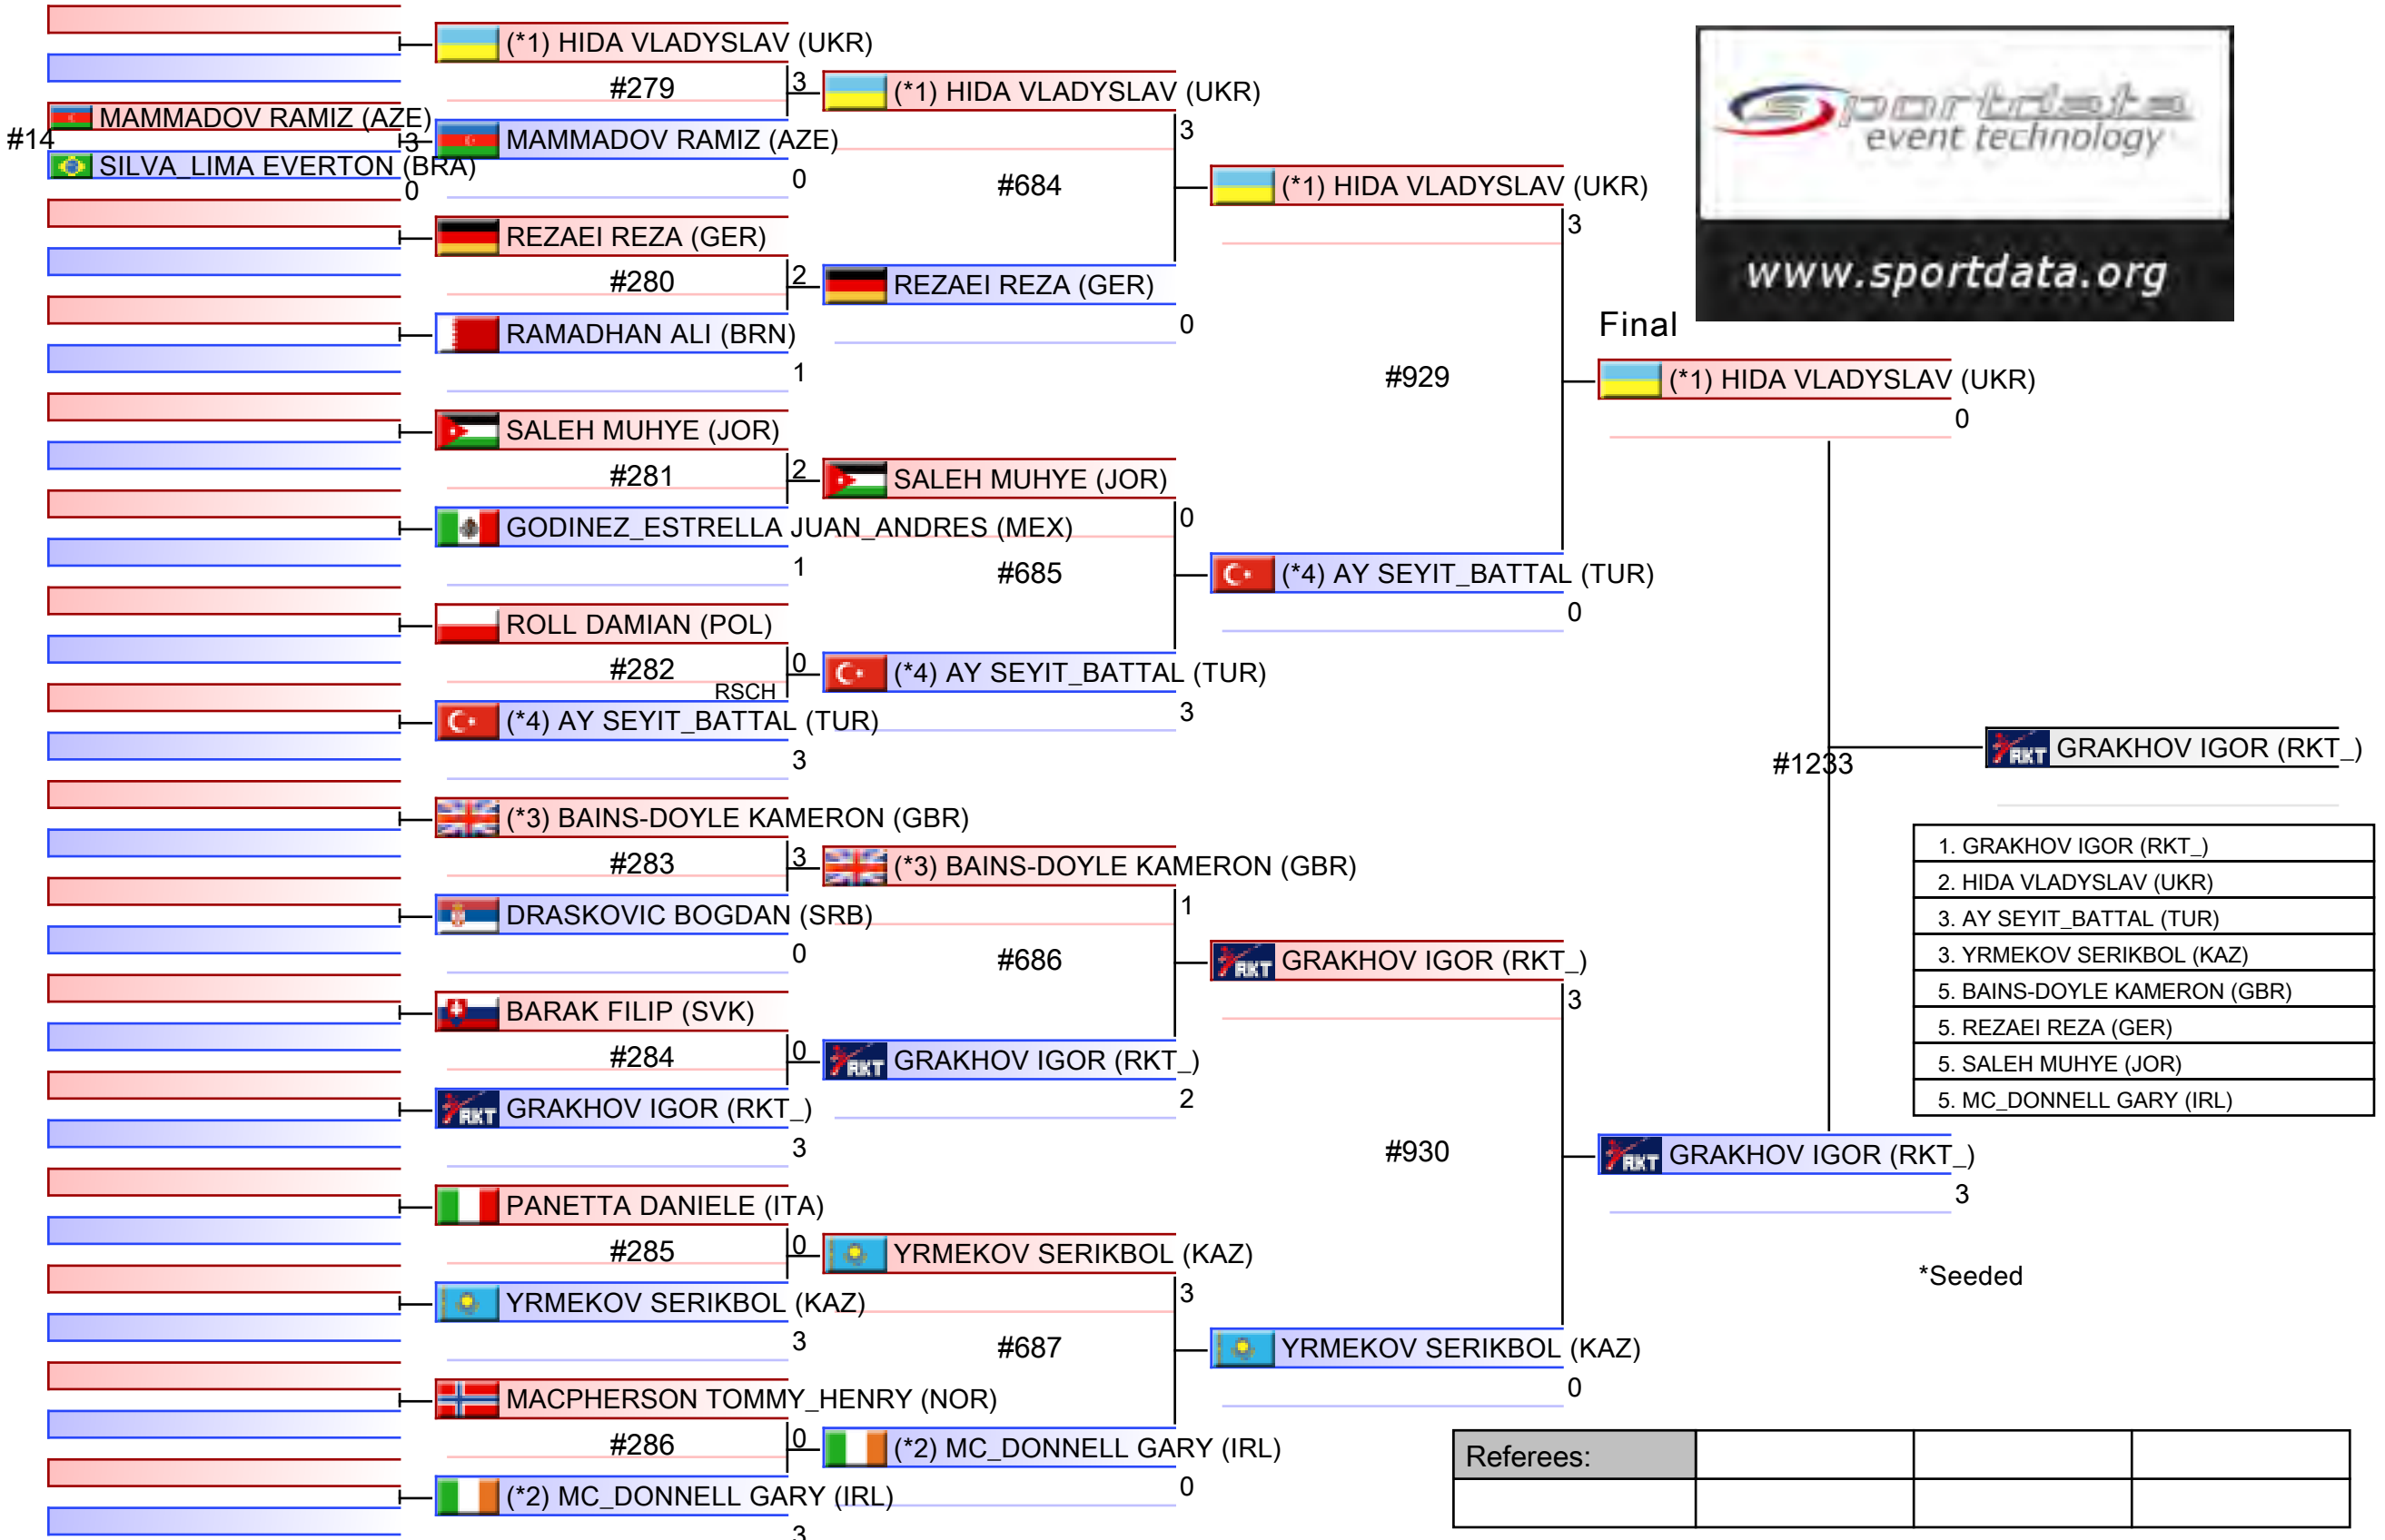 #14
MAMMADOV RAMIZ (AZE)
3
SILVA_LIMA EVERTON (BRA)
0
(*1) HIDA VLADYSLAV (UKR)
#279
3
MAMMADOV RAMIZ (AZE)
0
REZAEI REZA (GER)
#280
2
RAMADHAN ALI (BRN)
1
SALEH MUHYE (JOR)
#281
2
GODINEZ_ESTRELLA JUAN_ANDRES (MEX)
1
ROLL DAMIAN (POL)
#282
0
RSCH
(*4) AY SEYIT_BATTAL (TUR)
3
(*3) BAINS-DOYLE KAMERON (GBR)
#283
3
DRASKOVIC BOGDAN (SRB)
0
BARAK FILIP (SVK)
#284
0
GRAKHOV IGOR (RKT_)
3
PANETTA DANIELE (ITA)
#285
0
YRMEKOV SERIKBOL (KAZ)
3
MACPHERSON TOMMY_HENRY (NOR)
#286
0
(*2) MC_DONNELL GARY (IRL)
3
(*1) HIDA VLADYSLAV (UKR)
3
#684
REZAEI REZA (GER)
0
SALEH MUHYE (JOR)
0
#685
(*4) AY SEYIT_BATTAL (TUR)
3
(*3) BAINS-DOYLE KAMERON (GBR)
1
#686
GRAKHOV IGOR (RKT_)
2
YRMEKOV SERIKBOL (KAZ)
3
#687
(*2) MC_DONNELL GARY (IRL)
0
(*1) HIDA VLADYSLAV (UKR)
3
#929
(*4) AY SEYIT_BATTAL (TUR)
0
GRAKHOV IGOR (RKT_)
3
#930
YRMEKOV SERIKBOL (KAZ)
0
Final
(*1) HIDA VLADYSLAV (UKR)
0
#1233
GRAKHOV IGOR (RKT_)
3
RKT
RKT
RKT
RKT
RKT
GRAKHOV IGOR (RKT_)
1. GRAKHOV IGOR (RKT_)
2. HIDA VLADYSLAV (UKR)
3. AY SEYIT_BATTAL (TUR)
3. YRMEKOV SERIKBOL (KAZ)
5. BAINS-DOYLE KAMERON (GBR)
5. REZAEI REZA (GER)
5. SALEH MUHYE (JOR)
5. MC_DONNELL GARY (IRL)
*Seeded
Referees:
sportdata
event technology
www.sportdata.org